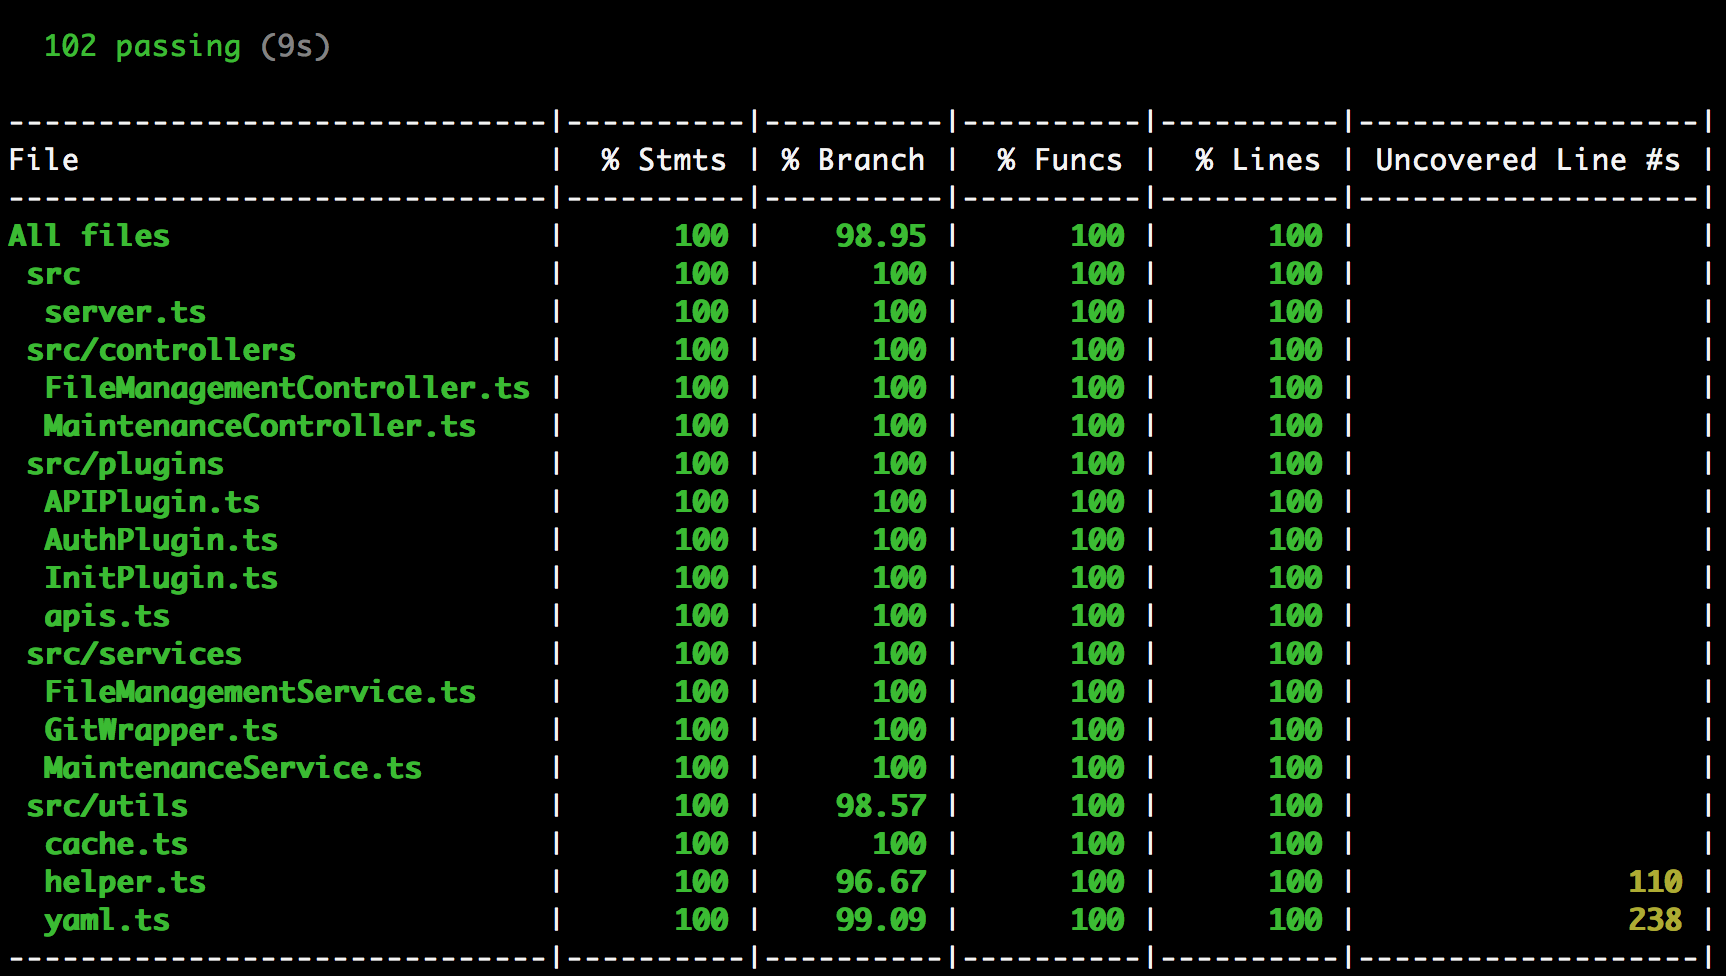 102 passing (9s)
------------------------------|----------|----------|----------|----------|-------------------|
File                          |  % Stmts | % Branch |  % Funcs |  % Lines | Uncovered Line #s |
------------------------------|----------|----------|----------|----------|-------------------|
All files                     |      100 |    98.95 |      100 |      100 |                   |
 src                          |      100 |      100 |      100 |      100 |                   |
  server.ts                   |      100 |      100 |      100 |      100 |                   |
 src/controllers              |      100 |      100 |      100 |      100 |                   |
  FileManagementController.ts |      100 |      100 |      100 |      100 |                   |
  MaintenanceController.ts    |      100 |      100 |      100 |      100 |                   |
 src/plugins                  |      100 |      100 |      100 |      100 |                   |
  APIPlugin.ts                |      100 |      100 |      100 |      100 |                   |
  AuthPlugin.ts               |      100 |      100 |      100 |      100 |                   |
  InitPlugin.ts               |      100 |      100 |      100 |      100 |                   |
  apis.ts                     |      100 |      100 |      100 |      100 |                   |
 src/services                 |      100 |      100 |      100 |      100 |                   |
  FileManagementService.ts    |      100 |      100 |      100 |      100 |                   |
  GitWrapper.ts               |      100 |      100 |      100 |      100 |                   |
  MaintenanceService.ts       |      100 |      100 |      100 |      100 |                   |
 src/utils                    |      100 |    98.57 |      100 |      100 |                   |
  cache.ts                    |      100 |      100 |      100 |      100 |                   |
  helper.ts                   |      100 |    96.67 |      100 |      100 |               110 |
  yaml.ts                     |      100 |    99.09 |      100 |      100 |               238 |
------------------------------|----------|----------|----------|----------|-------------------|